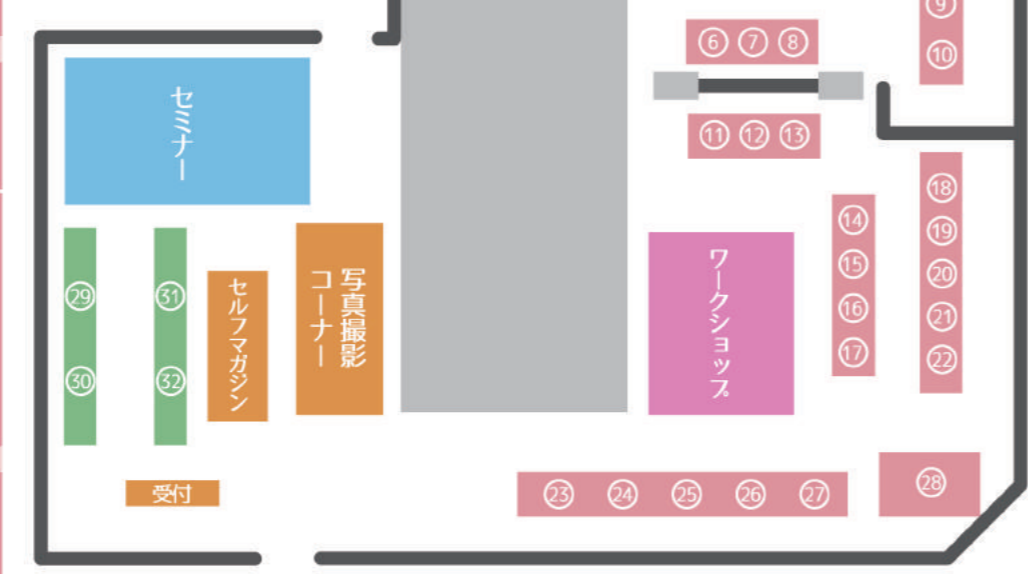 ⑥ ⑦ ⑧
⑨
⑩
セミナー
⑪ ⑫ ⑬
⑭
⑮
⑯
⑰
⑱
⑲
⑳
㉑
㉒
ワークショップ
写真撮影
コーナー
セルフマガジン
㉙
㉚
㉛
㉜
受付
㉓ ㉔ ㉕ ㉖ ㉗
㉘